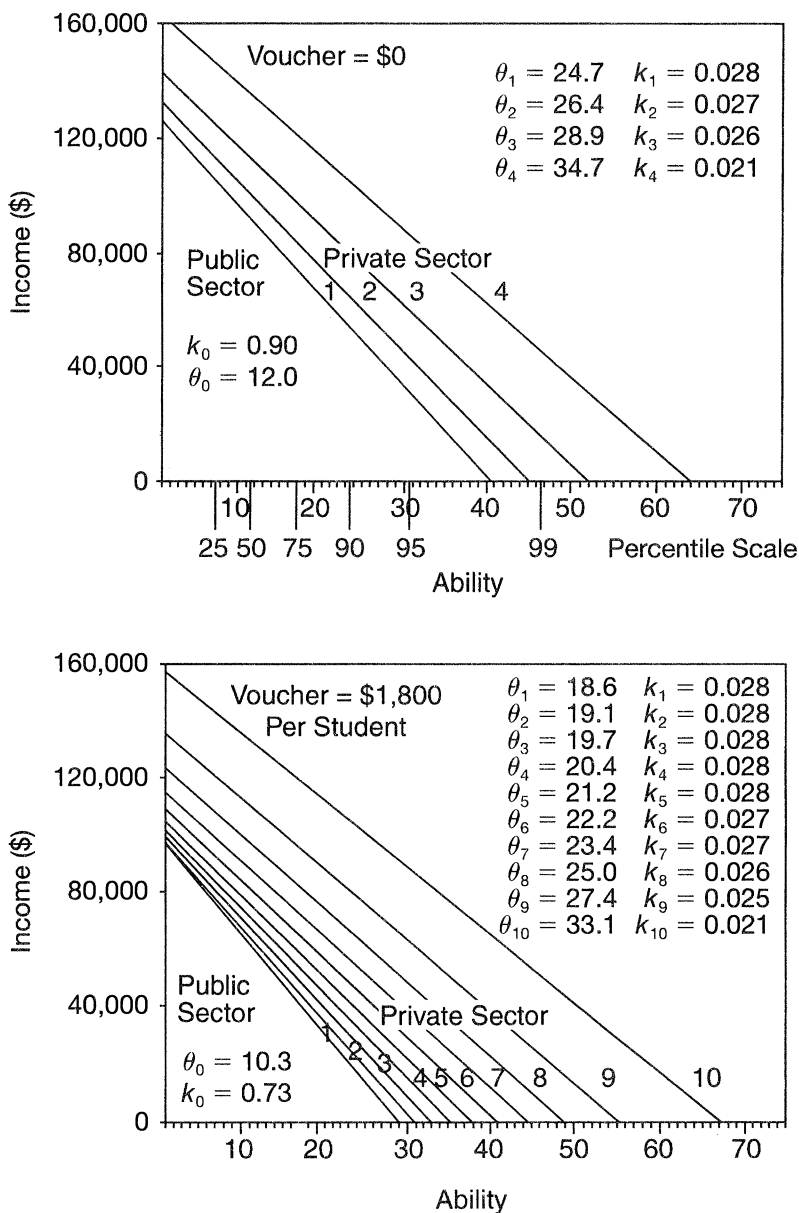 160,000
Voucher = $0
θ₁ = 24.7 k₁ = 0.028
θ₂ = 26.4 k₂ = 0.027
120,000
θ₃ = 28.9 k₃ = 0.026
θ₄ = 34.7 k₄ = 0.021
Income ($)
80,000
Public
Sector
Private Sector
1 2 3 4
k₀ = 0.90
40,000
θ₀ = 12.0
0
10 20 30 40 50 60 70
25 50 75 90 95 99 Percentile Scale
Ability
160,000
Voucher = $1,800
Per Student
θ₁ = 18.6 k₁ = 0.028
θ₂ = 19.1 k₂ = 0.028
θ₃ = 19.7 k₃ = 0.028
120,000
θ₄ = 20.4 k₄ = 0.028
θ₅ = 21.2 k₅ = 0.028
θ₆ = 22.2 k₆ = 0.027
θ₇ = 23.4 k₇ = 0.027
Income ($)
80,000
θ₈ = 25.0 k₈ = 0.026
θ₉ = 27.4 k₉ = 0.025
θ₁₀ = 33.1 k₁₀ = 0.021
Public
Sector
40,000
Private Sector
1 2 3 4 5 6 7 8 9 10
θ₀ = 10.3
k₀ = 0.73
0
10 20 30 40 50 60 70
Ability